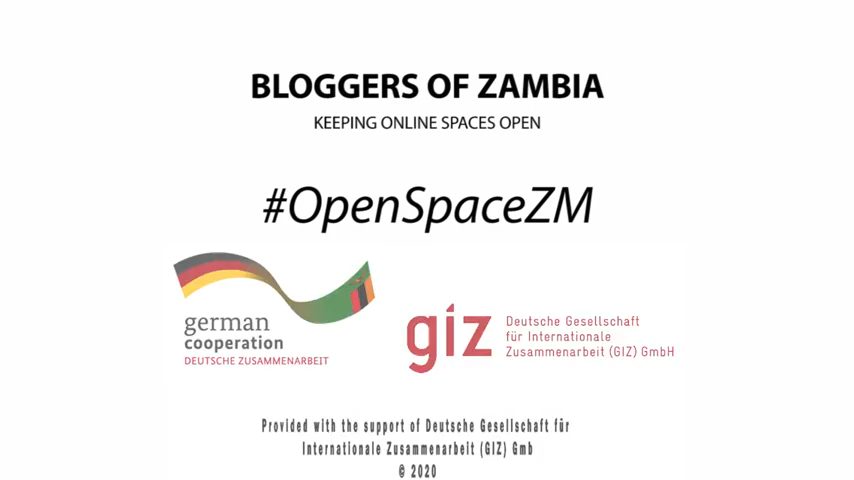 BLOGGERS OF ZAMBIA
KEEPING ONLINE SPACES OPEN
#OpenSpaceZM
german
cooperation
DEUTSCHE ZUSAMMENARBEIT
giz
Deutsche Gesellschaft
für Internationale
Zusammenarbeit (GIZ) GmbH
Provided with the support of Deutsche Gesellschaft für
Internationale Zusammenarbeit (GIZ) Gmb
© 2020